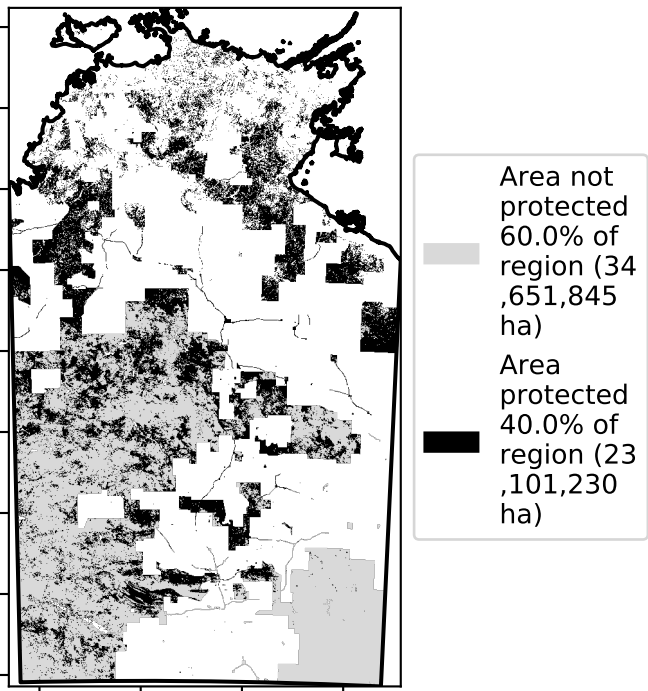 Area not
protected
60.0% of
region (34
,651,845
ha)
Area
protected
40.0% of
region (23
,101,230
ha)